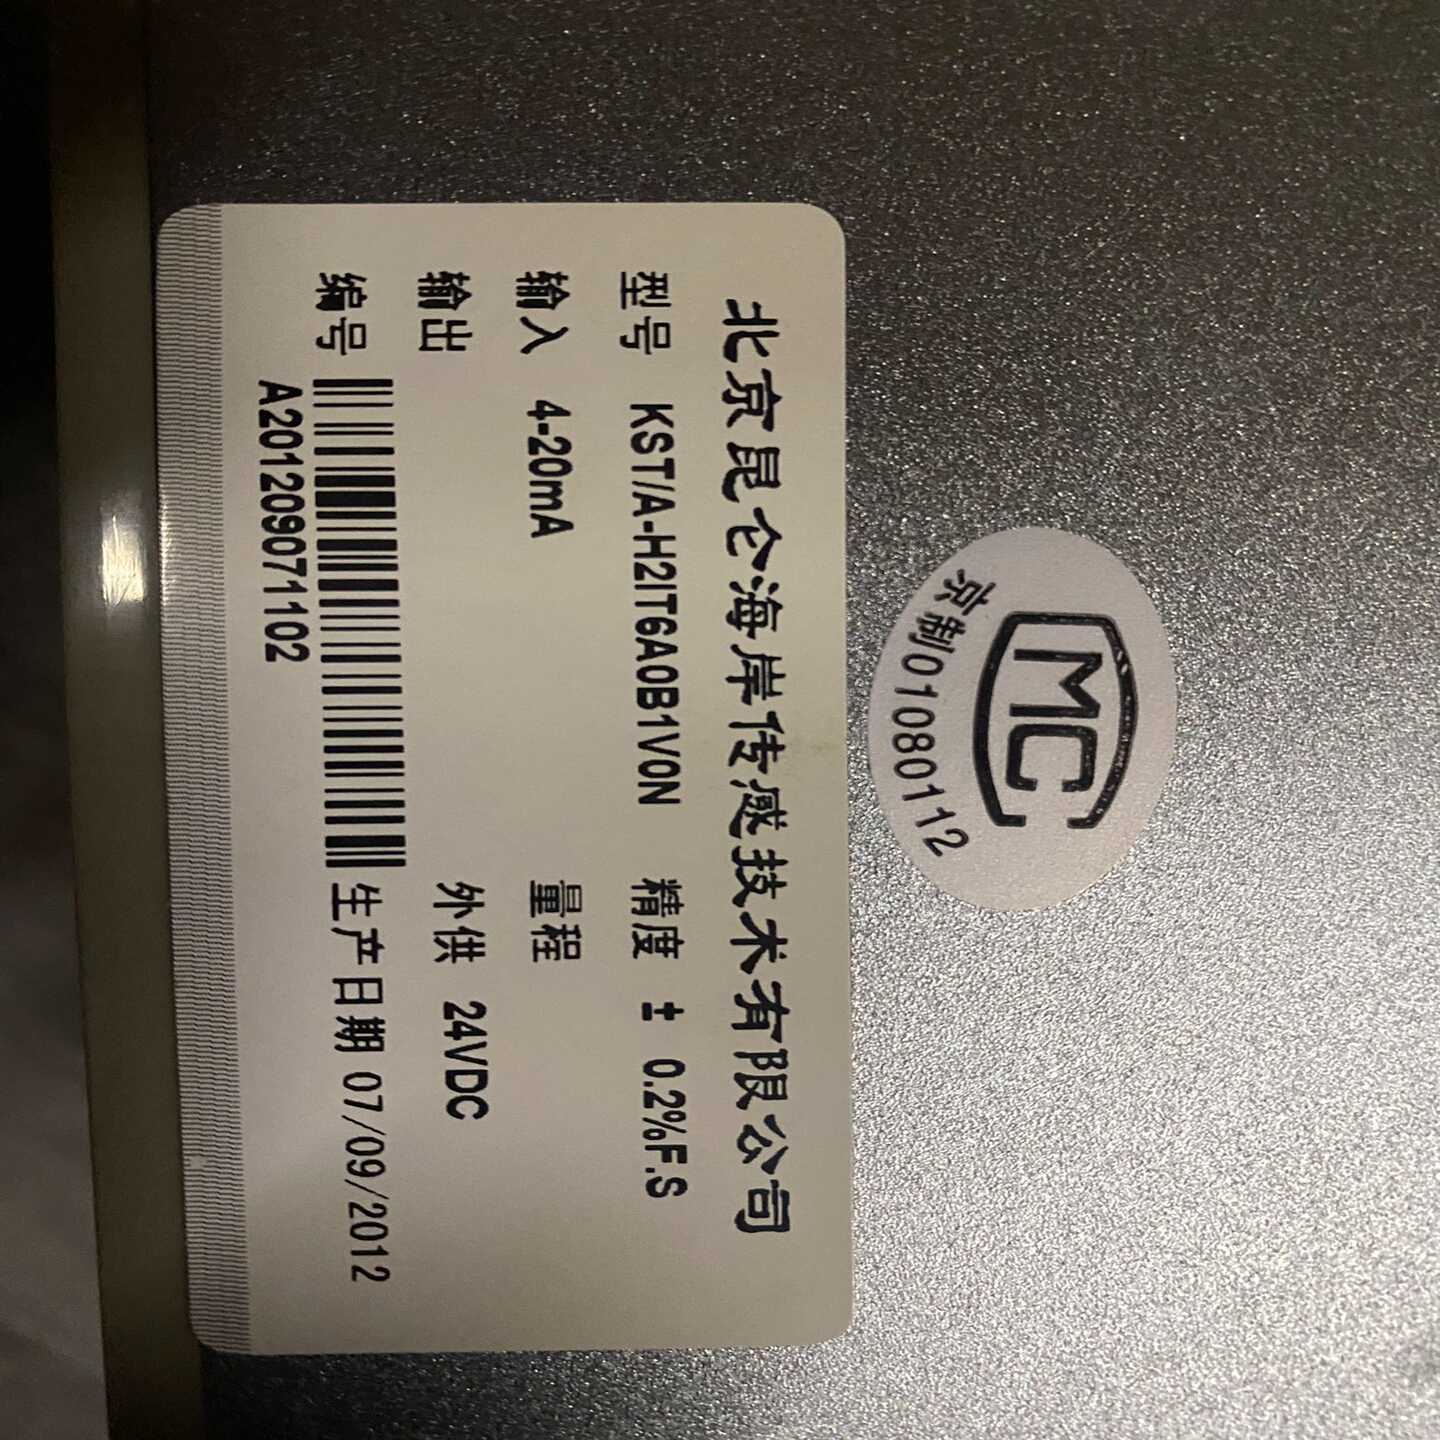 MC
京制01080112
北京昆仑海岸传感技术有限公司
型号 KST/A-H2IT6A0B1V0N 精度 ± 0.2%F.S
输入 4-20mA 量程
输出 外供 24VDC
编号 生产日期 07/09/2012
A201209071102